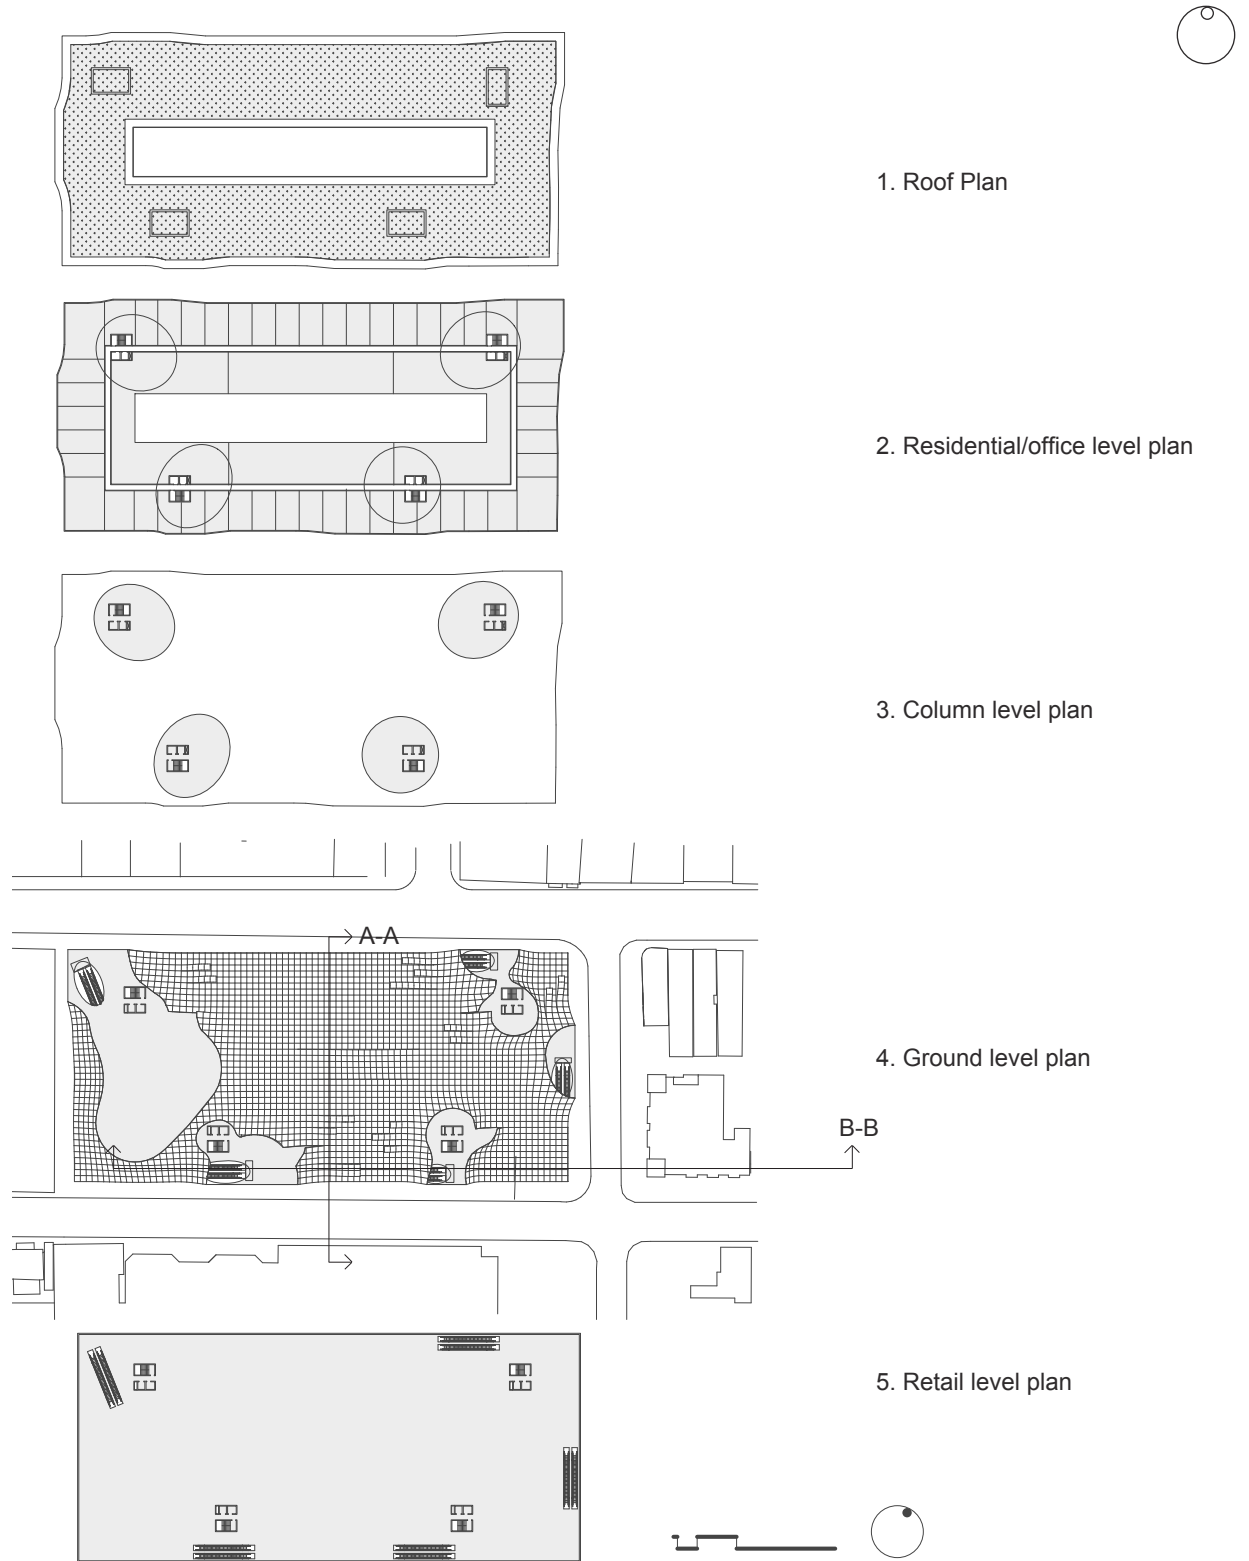 1. Roof Plan
2. Residential/office level plan
3. Column level plan
A-A
4. Ground level plan
B-B
5. Retail level plan